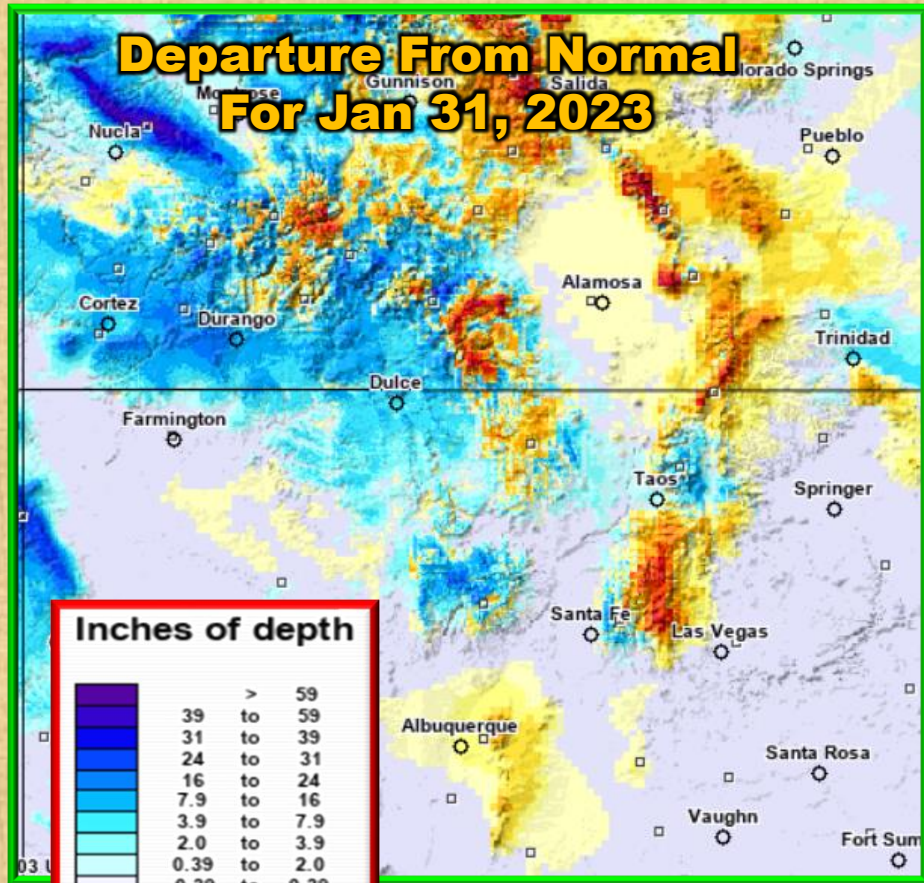 Departure From Normal
For Jan 31, 2023
Colorado Springs
Gunnison
Salida
Montrose
Nucla
Pueblo
Alamosa
Cortez
Durango
Trinidad
Dulce
Farmington
Taos
Springer
Santa Fe
Las Vegas
Albuquerque
Santa Rosa
Vaughn
Fort Sum
03 U
Inches of depth
> 59
39 to 59
31 to 39
24 to 31
16 to 24
7.9 to 16
3.9 to 7.9
2.0 to 3.9
0.39 to 2.0